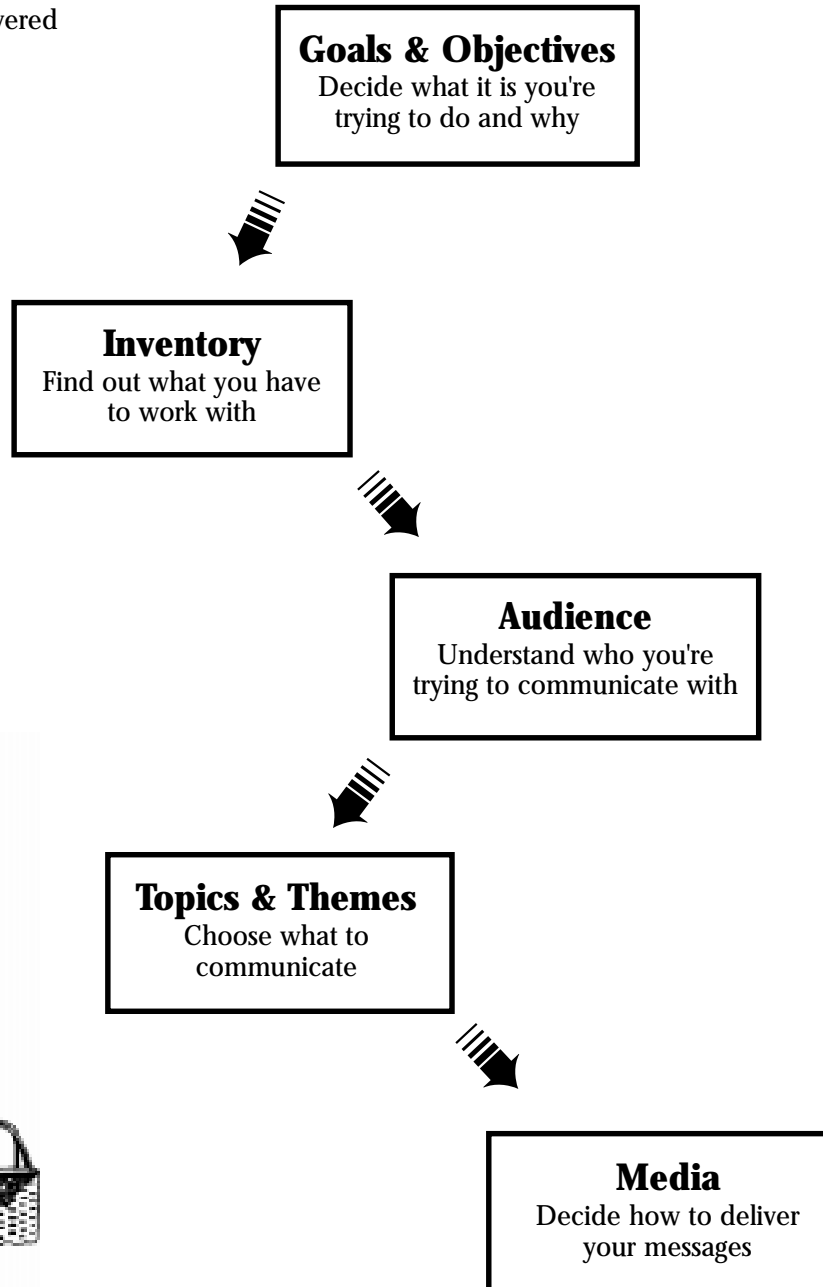 Goals & Objectives
Decide what it is you're
trying to do and why
Inventory
Find out what you have
to work with
Audience
Understand who you're
trying to communicate with
Topics & Themes
Choose what to
communicate
Media
Decide how to deliver
your messages